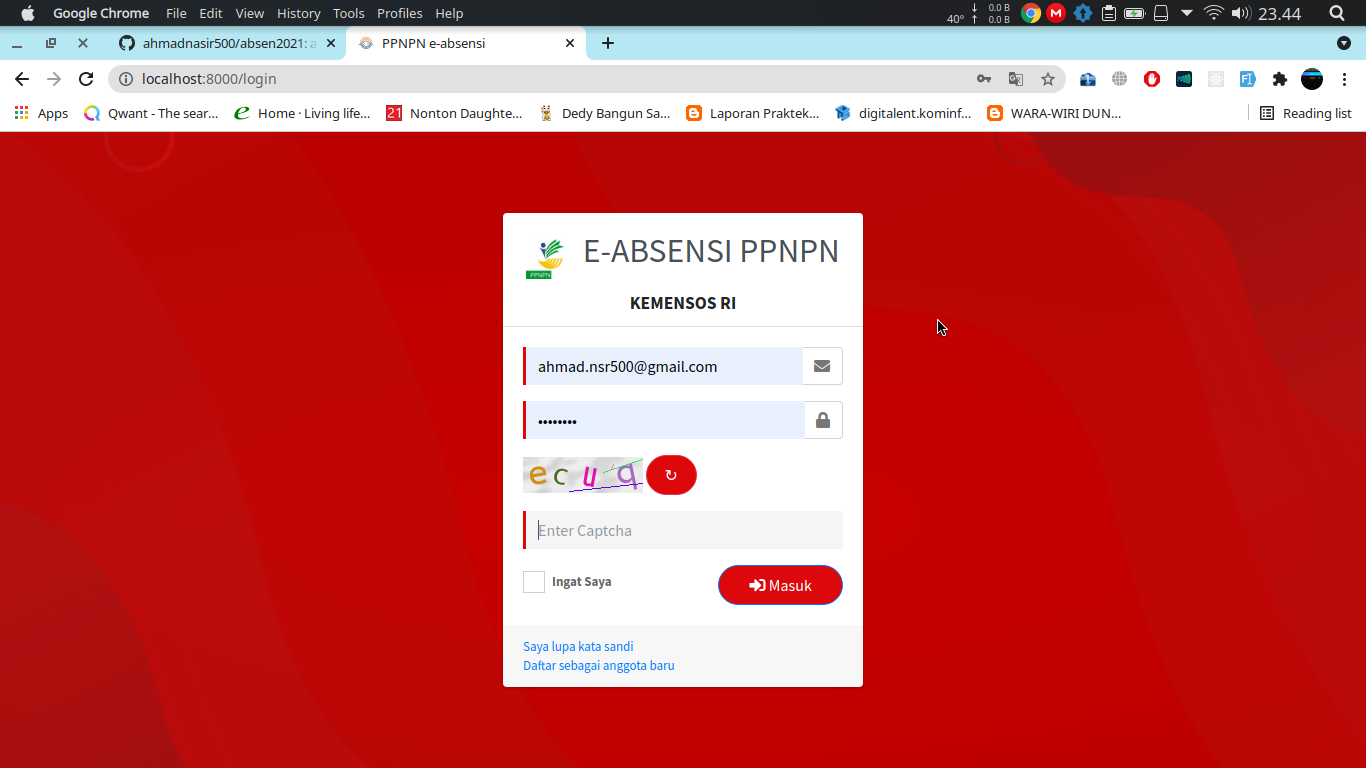 Google Chrome File Edit View History Tools Profiles Help 40° 0.0 B 0.0 B 23.44
ahmadnasir500/absen2021: a PPNPN e-absensi
localhost:8000/login
Apps Qwant - The sear... Home · Living life... 21 Nonton Daughte... Dedy Bangun Sa... Laporan Praktek... digitalent.kominf... WARA-WIRI DUN... Reading list
PPNPN
E-ABSENSI PPNPN
KEMENSOS RI
ahmad.nsr500@gmail.com
••••••••
ecuq
Enter Captcha
Ingat Saya Masuk
Saya lupa kata sandi
Daftar sebagai anggota baru